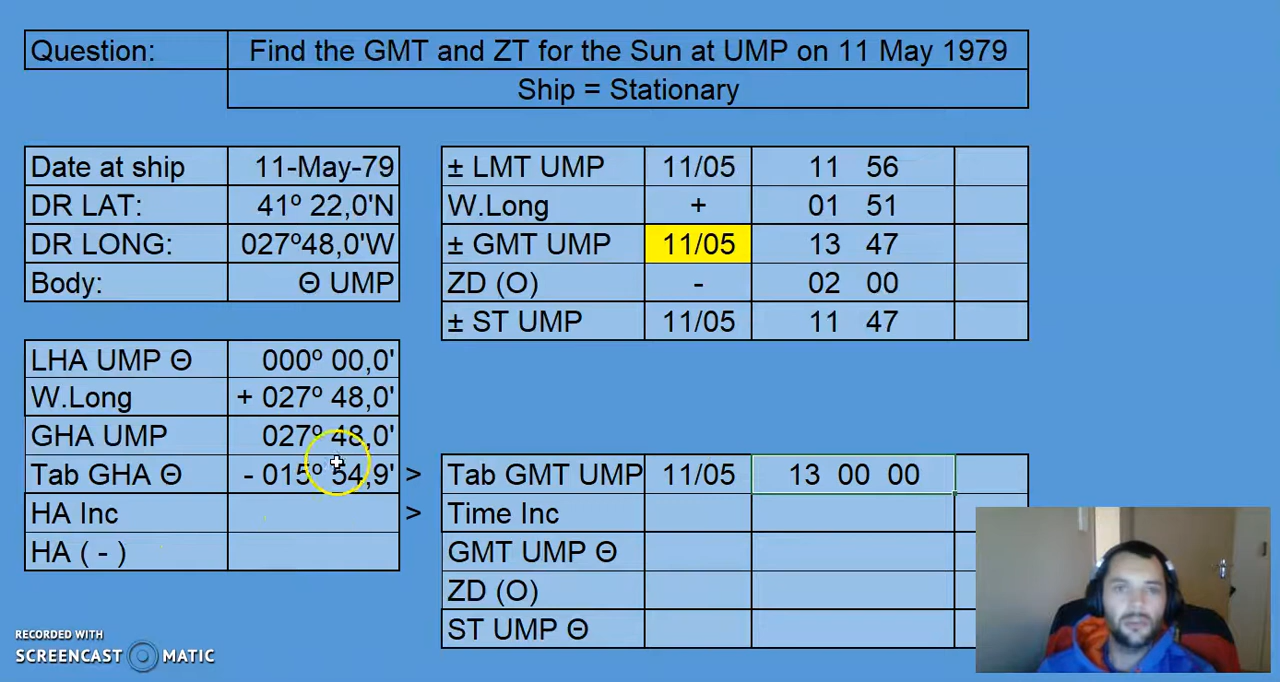 Question: Find the GMT and ZT for the Sun at UMP on 11 May 1979
Ship = Stationary
Date at ship 11-May-79
DR LAT: 41º 22,0'N
DR LONG: 027º48,0'W
Body: Θ UMP
± LMT UMP 11/05 11 56
W.Long + 01 51
± GMT UMP 11/05 13 47
ZD (O) - 02 00
± ST UMP 11/05 11 47
LHA UMP Θ 000º 00,0'
W.Long + 027º 48,0'
GHA UMP 027º 48,0'
Tab GHA Θ - 015º 54,9' > Tab GMT UMP 11/05 13 00 00
HA Inc > Time Inc
HA ( - ) GMT UMP Θ
ZD (O)
ST UMP Θ
RECORDED WITH
SCREENCAST MATIC